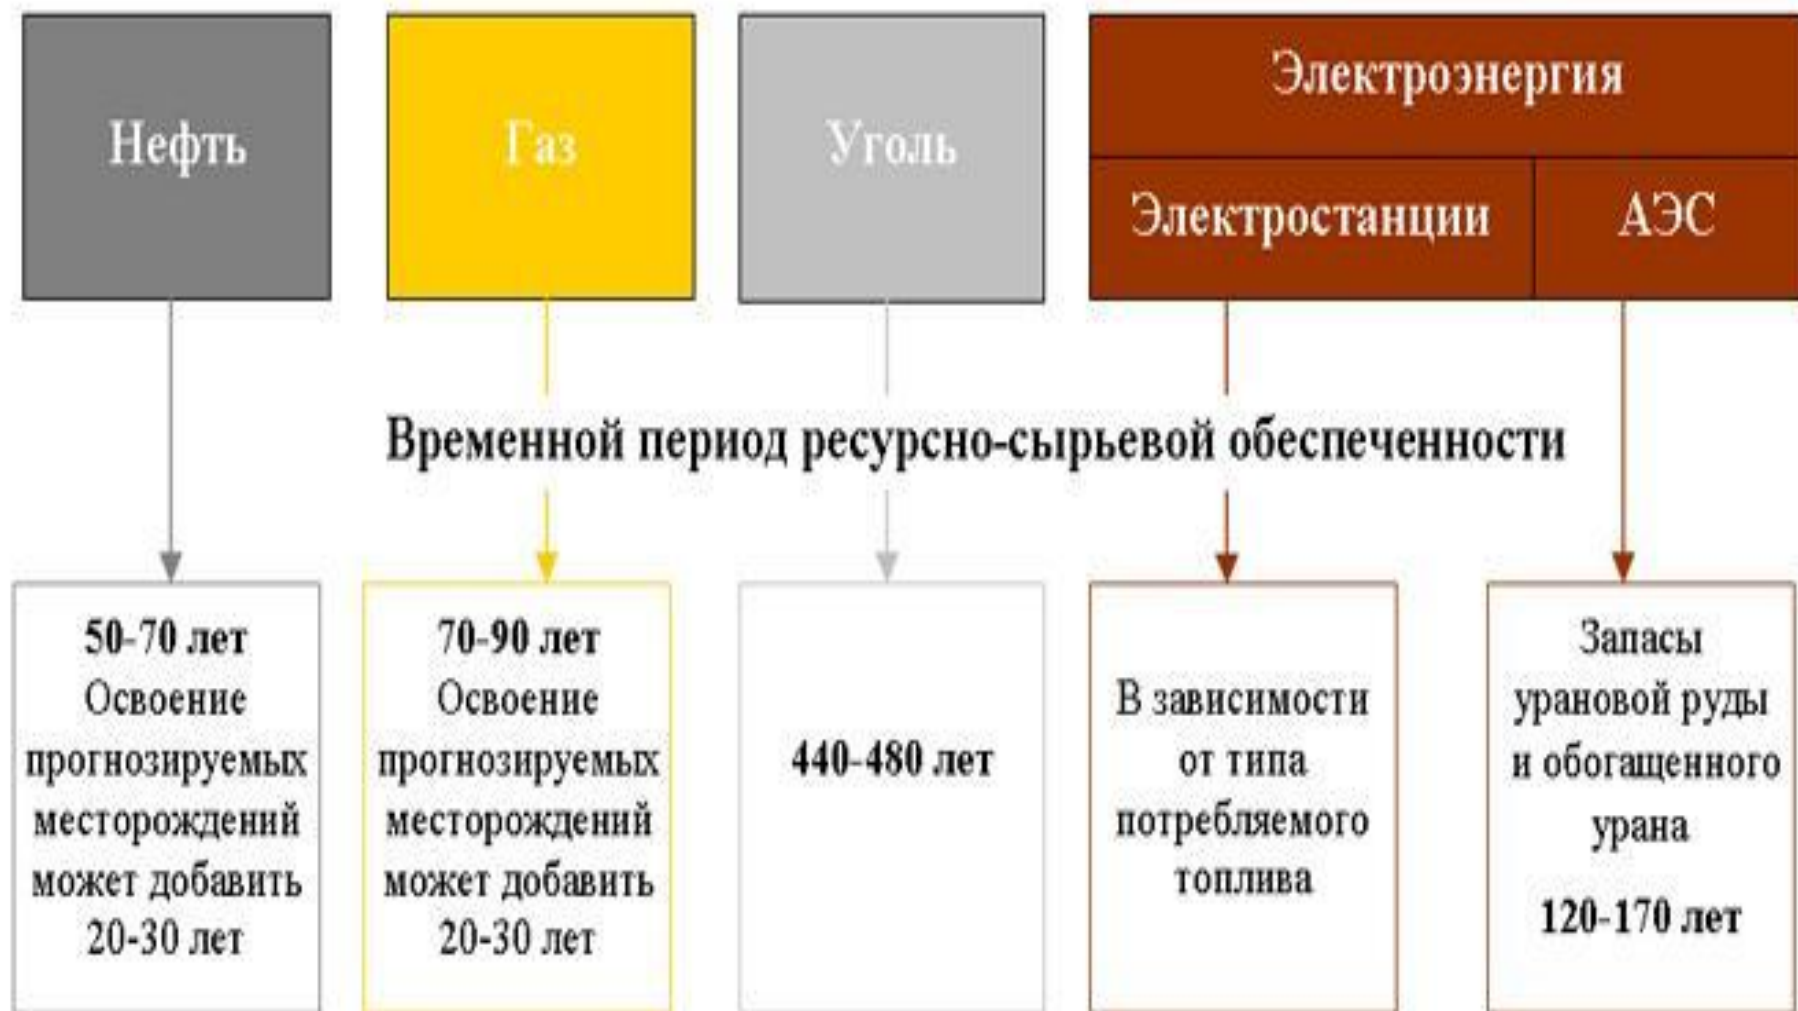 Нефть
Газ
Уголь
Электроэнергия
Электростанции
АЭС
Временной период ресурсно-сырьевой обеспеченности
50-70 лет
Освоение
прогнозируемых
месторождений
может добавить
20-30 лет
70-90 лет
Освоение
прогнозируемых
месторождений
может добавить
20-30 лет
440-480 лет
В зависимости
от типа
потребляемого
топлива
Запасы
урановой руды
и обогащенного
урана
120-170 лет